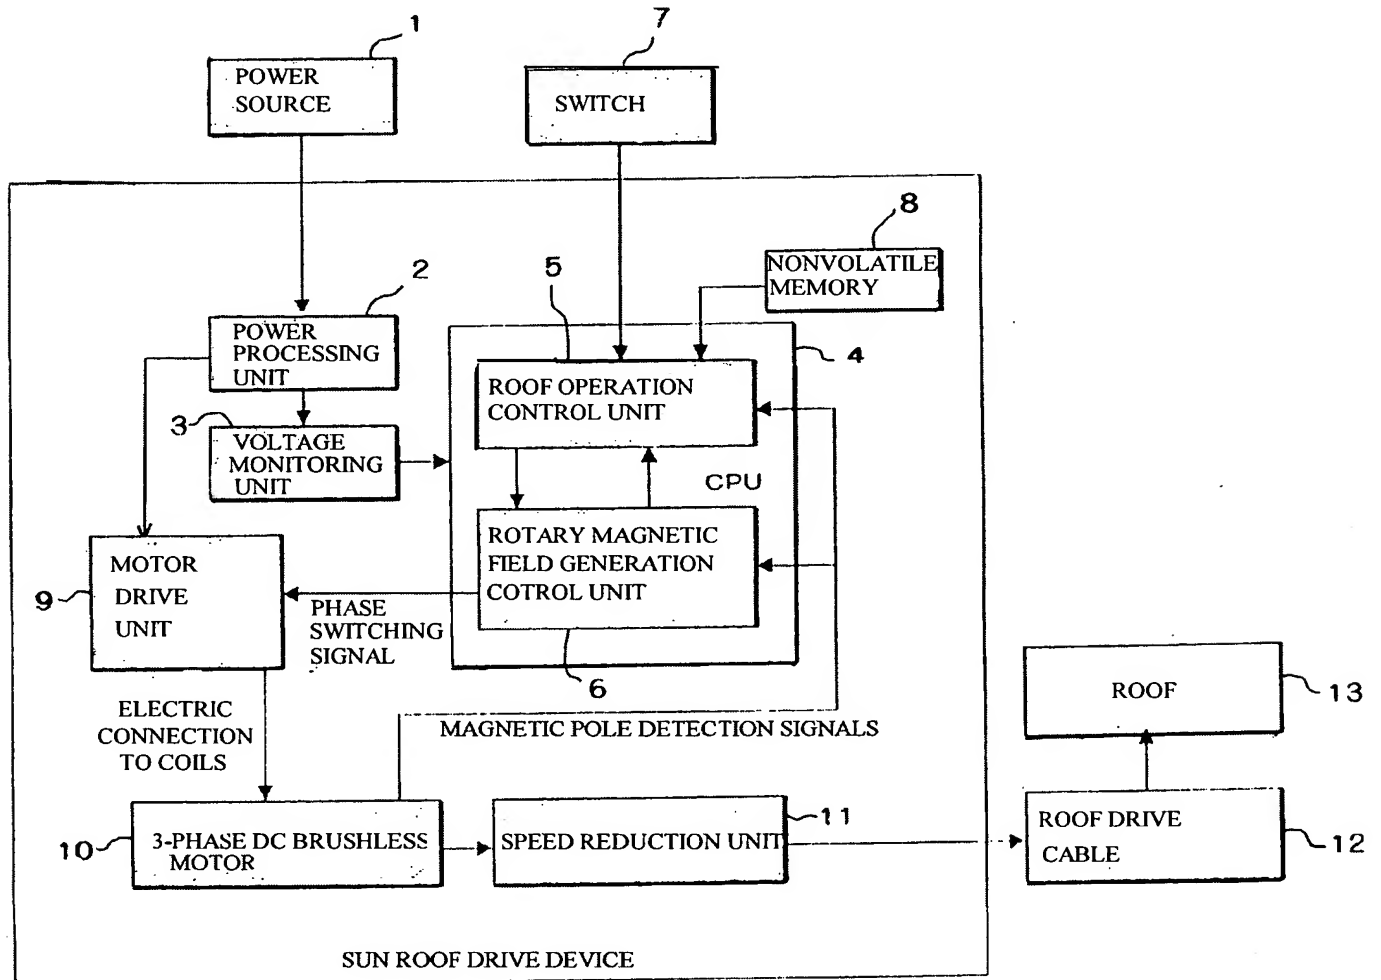 1
7
POWER
SOURCE
SWITCH
8
NONVOLATILE
MEMORY
2
5
POWER
PROCESSING
UNIT
4
ROOF OPERATION
CONTROL UNIT
3
VOLTAGE
MONITORING
UNIT
CPU
ROTARY MAGNETIC
FIELD GENERATION
COTROL UNIT
MOTOR
DRIVE
UNIT
9
PHASE
SWITCHING
SIGNAL
6
ROOF
13
ELECTRIC
CONNECTION
TO COILS
MAGNETIC POLE DETECTION SIGNALS
10
3-PHASE DC BRUSHLESS
MOTOR
SPEED REDUCTION UNIT
11
ROOF DRIVE
CABLE
12
SUN ROOF DRIVE DEVICE